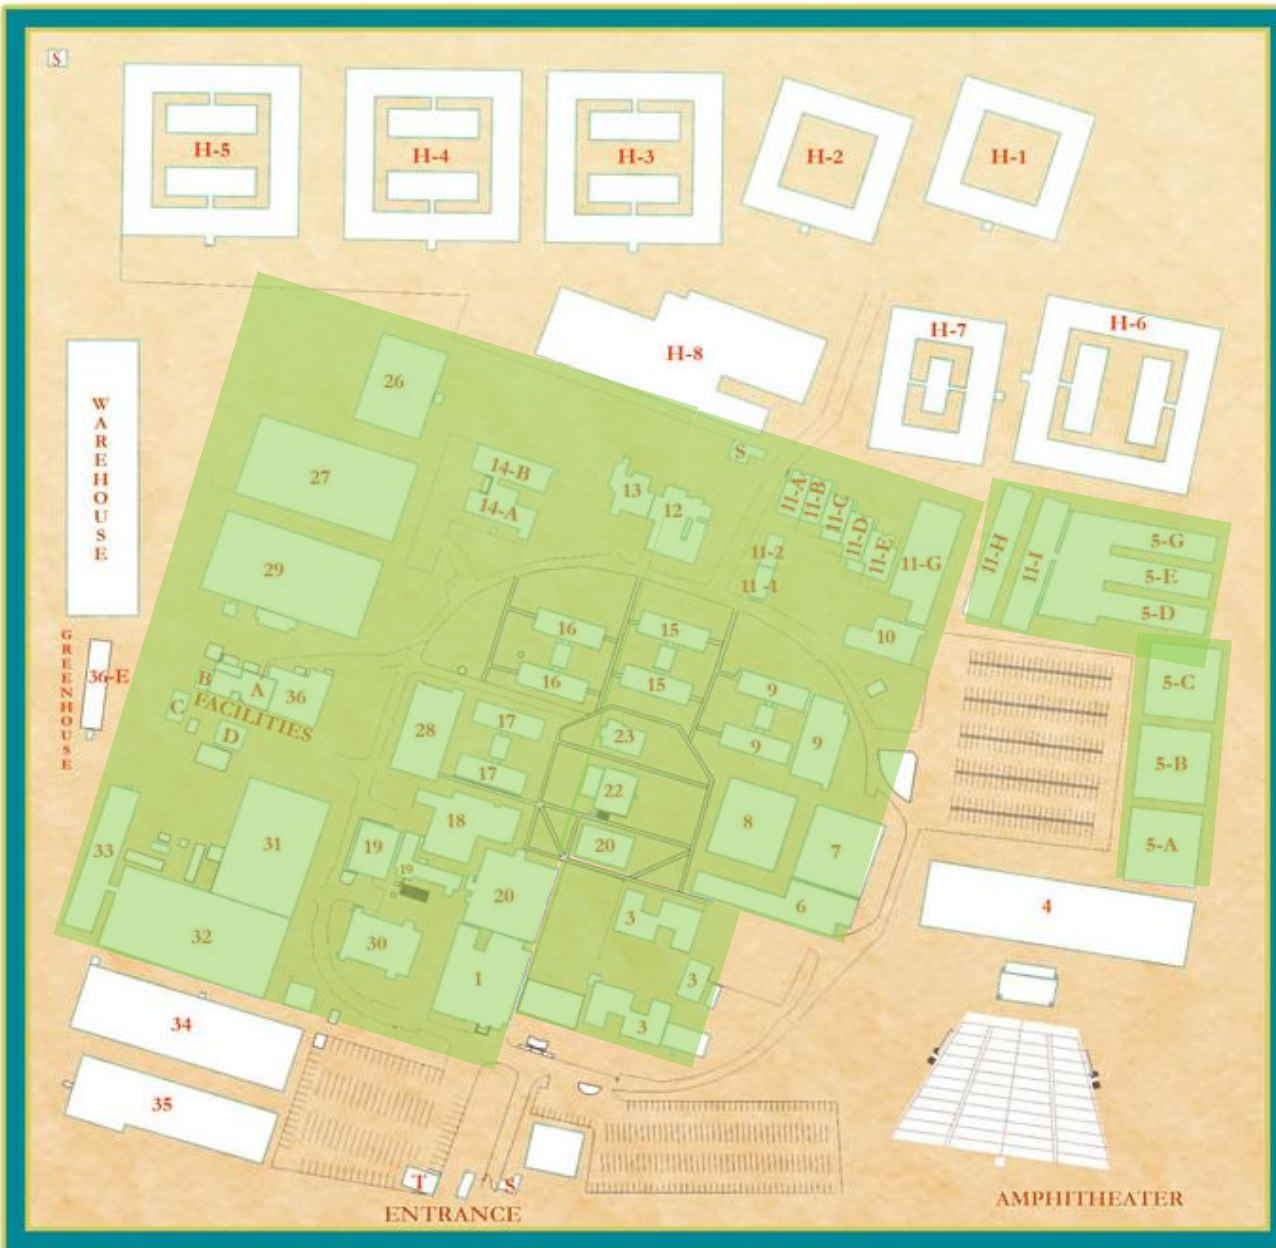 S
H-5
H-4
H-3
H-2
H-1
H-8
H-7
H-6
WAREHOUSE
26
27
29
14-B
14-A
13
12
S
11-A
11-B
11-C
11-D
11-E
11-2
11 -1
11-G
10
11-H
11-I
5-G
5-E
5-D
5-C
5-B
5-A
GREENHOUSE
36-E
B
A
36
C
FACILITIES
D
16
15
16
15
9
9
9
28
17
17
23
22
20
18
8
7
6
19
19
20
33
31
32
30
1
3
3
3
4
34
35
T
S
ENTRANCE
AMPHITHEATER